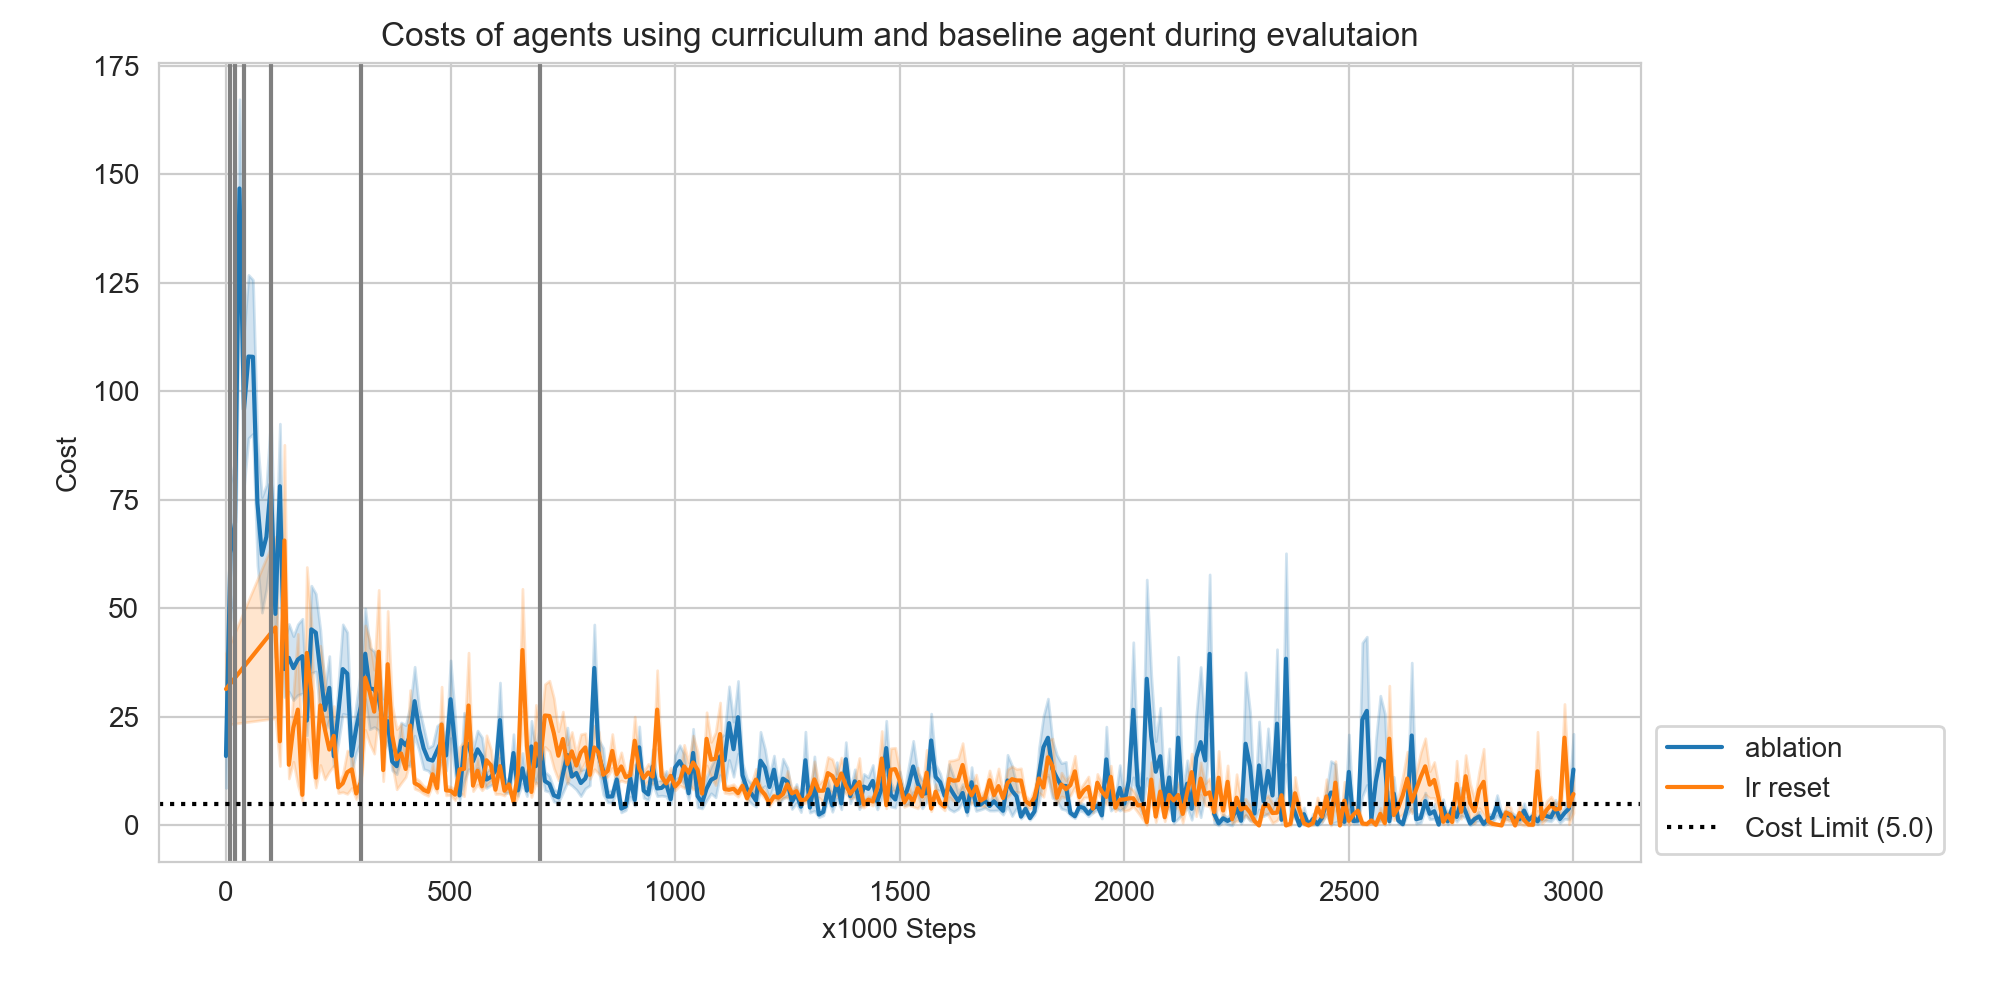 Costs of agents using curriculum and baseline agent during evalutaion
175
150
125
100
75
50
25
0
Cost
0 500 1000 1500 2000 2500 3000
x1000 Steps
ablation
lr reset
Cost Limit (5.0)